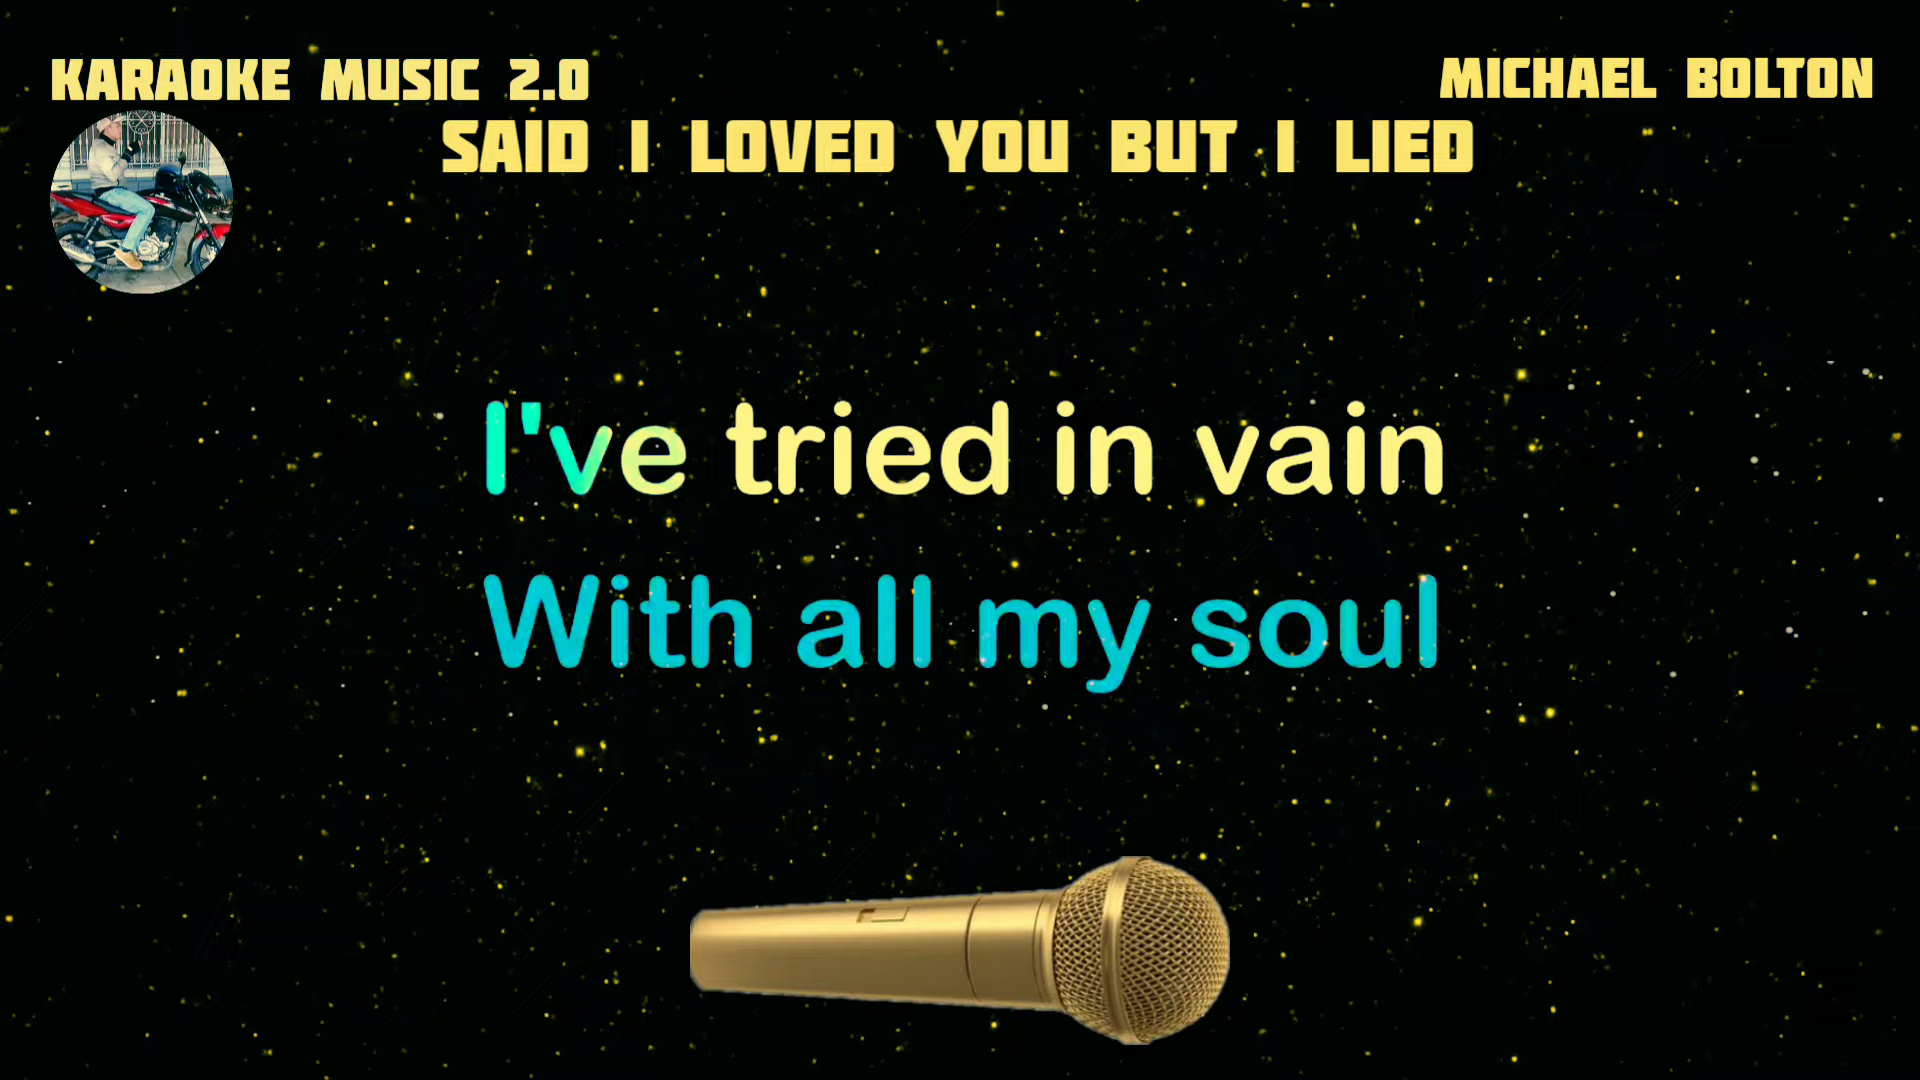 KARAOKE MUSIC 2.0
MICHAEL BOLTON
SAID I LOVED YOU BUT I LIED
I've tried in vain
With all my soul